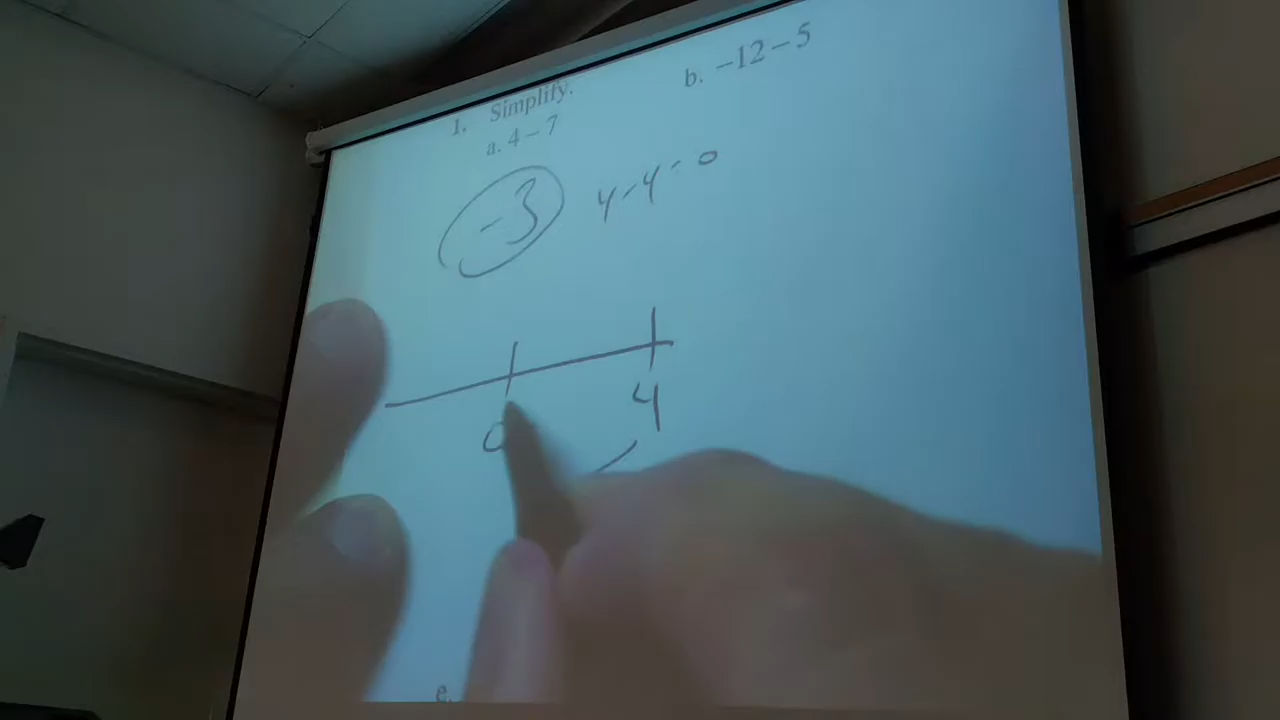 1. Simplify.
a. 4 – 7
b. –12 – 5
-3
4-4=0
0
4
e.